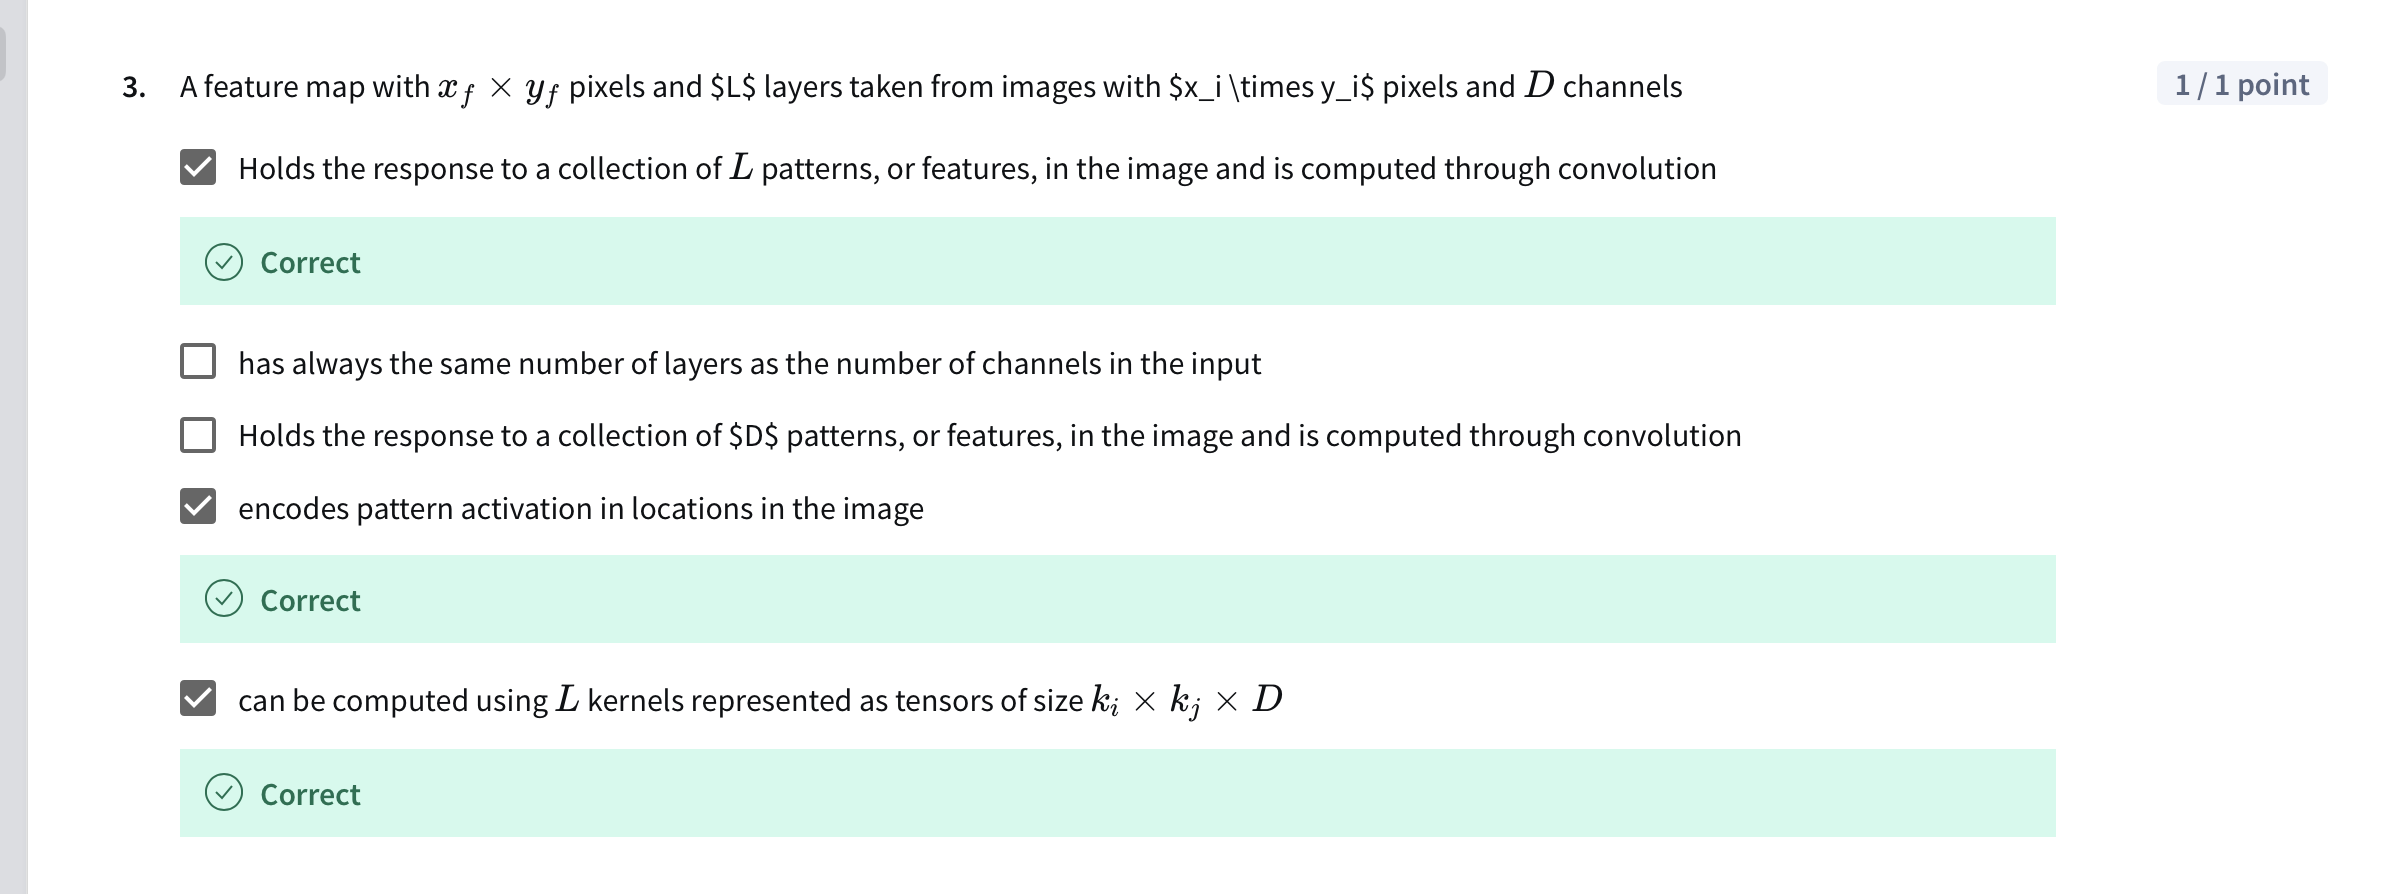 3. A feature map with x_f × y_f pixels and $L$ layers taken from images with $x_i \times y_i$ pixels and D channels
1 / 1 point
Holds the response to a collection of L patterns, or features, in the image and is computed through convolution
Correct
has always the same number of layers as the number of channels in the input
Holds the response to a collection of $D$ patterns, or features, in the image and is computed through convolution
encodes pattern activation in locations in the image
Correct
can be computed using L kernels represented as tensors of size k_i × k_j × D
Correct